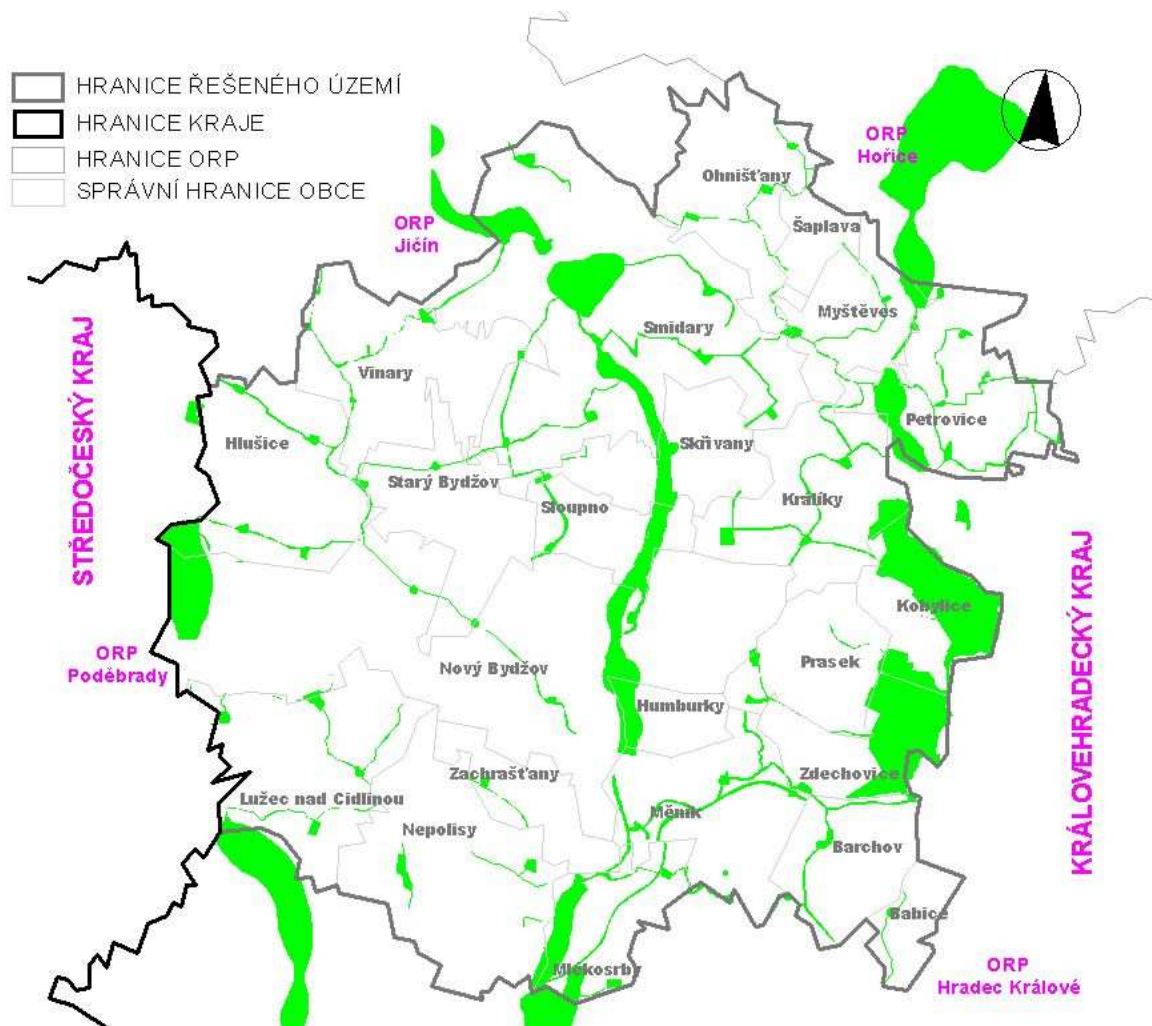 HRANICE ŘEŠENÉHO ÚZEMÍ
HRANICE KRAJE
HRANICE ORP
SPRÁVNÍ HRANICE OBCE
ORP
Hořice
Ohnišťany
ORP
Jičín
Šaplava
Myštěves
Smidary
STŘEDOČESKÝ KRAJ
Vinary
Petrovice
Hlušice
Skřivany
Starý Bydžov
Sloupno
Králíky
KRÁLOVEHRADECKÝ KRAJ
Kobylice
ORP
Poděbrady
Nový Bydžov
Prasek
Humburky
Zachrašťany
Zdechovice
Lužec nad Cidlinou
Měník
Nepolisy
Barchov
Babice
Mlékosrby
ORP
Hradec Králové